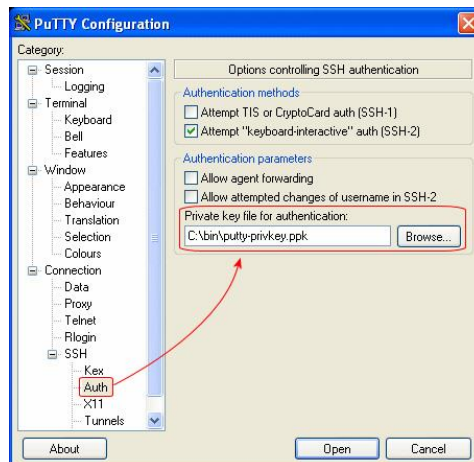 PuTTY Configuration
Category:
Session
Logging
Terminal
Keyboard
Bell
Features
Window
Appearance
Behaviour
Translation
Selection
Colours
Connection
Data
Proxy
Telnet
Rlogin
SSH
Kex
Auth
X11
Tunnels
Options controlling SSH authentication
Authentication methods
Attempt TIS or CryptoCard auth (SSH-1)
Attempt "keyboard-interactive" auth (SSH-2)
Authentication parameters
Allow agent forwarding
Allow attempted changes of username in SSH-2
Private key file for authentication:
C:\bin\putty-privkey.ppk
Browse...
About
Open
Cancel